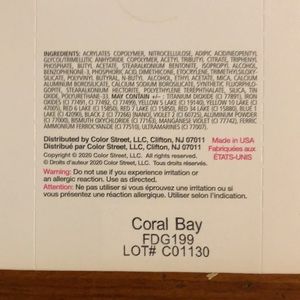 INGREDIENTS: ACRYLATES COPOLYMER, NITROCELLULOSE, ADIPIC ACID/NEOPENTYL
GLYCOL/TRIMELLITIC ANHYDRIDE COPOLYMER, ACETYL TRIBUTYL CITRATE, TRIPHENYL
PHOSPHATE, BUTYL ACETATE, STEARALKONIUM BENTONITE, ISOPROPYL ALCOHOL,
BENZOPHENONE-1, PHOSPHORIC ACID, DIMETHICONE,
SILICATE, POLYVINYL BUTYRAL, N-BUTYL ALCOHOL, ETHYL ACETATE, MICA, CALCIUM
ALUMINUM BOROSILICATE, CALCIUM SODIUM BOROSILICATE, SYNTHETIC FLUORPHLO-
GOPITE, STEARALKONIUM HECTORITE, POLYETHYLENE TEREPHTHALATE, SILICA, TIN
OXIDE, POLYURETHANE-33. MAY CONTAIN +/-: TITANIUM DIOXIDE (CI 77891), IRON
OXIDES (CI 77491, CI 77492, CI 77499), YELLOW 5 LAKE (CI 19140), YELLOW 10 LAKE
(CI 47005), RED 6 LAKE (CI 15850), RED 7 LAKE (CI 15850), RED 34 LAKE (CI 15880), BLUE 1
LAKE (CI 42090), BLACK 2 (CI 77266) [NANO], VIOLET 2 (CI 60725), ALUMINUM POWDER
(CI 77000), BISMUTH OXYCHLORIDE (CI 77163), MANGANESE VIOLET (CI 77742), FERRIC
AMMONIUM FERROCYANIDE (CI 77510), ULTRAMARINES (CI 77007).
Distributed by Color Street, LLC, Clifton, NJ 07011
Distribué par Color Street, LLC, Clifton, NJ 07011
Copyright © 2020 Color Street, LLC. All Rights Reserved.
© Droits d'auteur 2020 Color Street, LLC. Tous droits réservés.
Made in USA
Fabriquées aux
ÉTATS-UNIS
Warning: Do not use if you experience irritation or
an allergic reaction. Use as directed.
Attention: Ne pas utiliser si vous éprouvez une irritation ou si
vous présentez une réaction allergique. Utiliser selon l'indication.
Coral Bay
FDG199
LOT# C01130